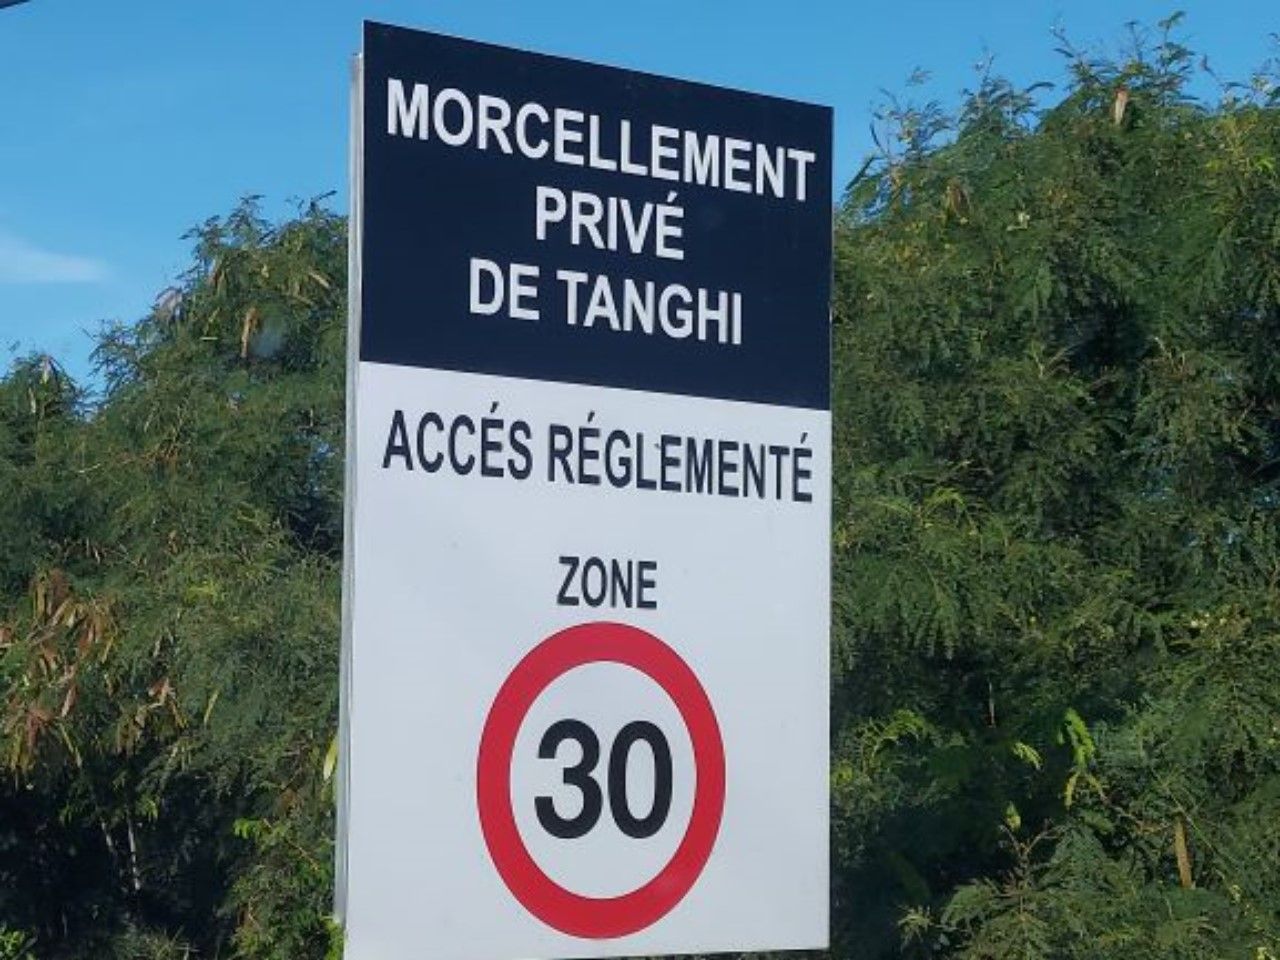 MORCELLEMENT
PRIVÉ
DE TANGHI
ACCÉS RÉGLEMENTÉ
ZONE
30